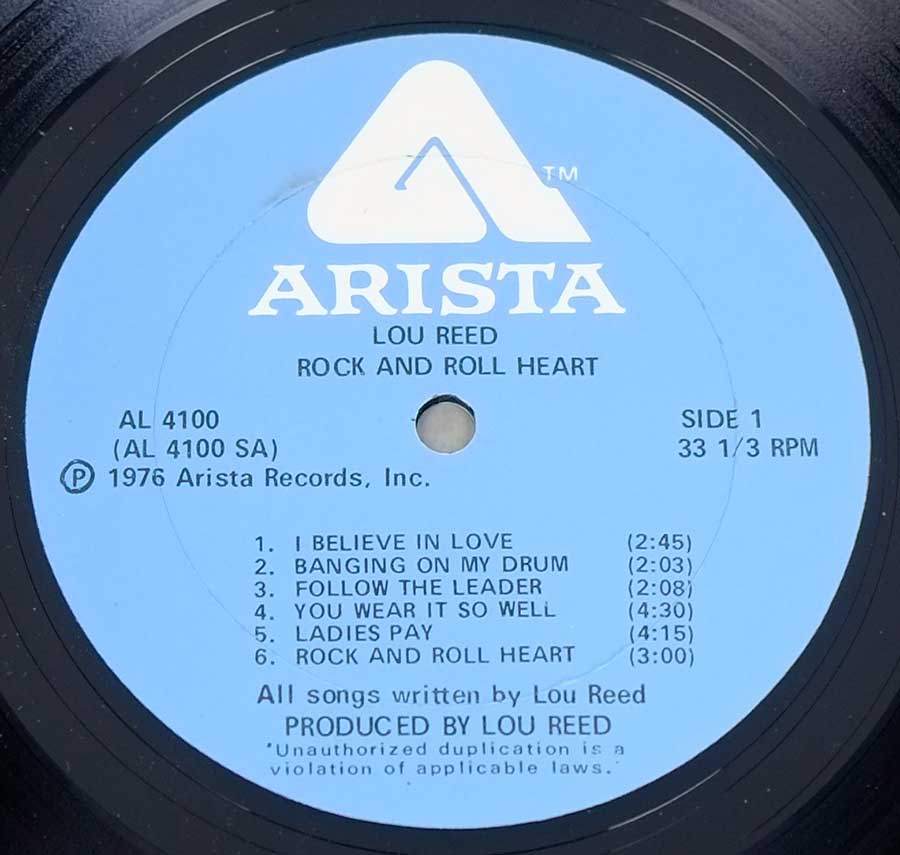 TM
ARISTA
LOU REED
ROCK AND ROLL HEART
AL 4100
(AL 4100 SA)
℗ 1976 Arista Records, Inc.
SIDE 1
33 1/3 RPM
1. I BELIEVE IN LOVE (2:45)
2. BANGING ON MY DRUM (2:03)
3. FOLLOW THE LEADER (2:08)
4. YOU WEAR IT SO WELL (4:30)
5. LADIES PAY (4:15)
6. ROCK AND ROLL HEART (3:00)
All songs written by Lou Reed
PRODUCED BY LOU REED
"Unauthorized duplication is a
violation of applicable laws."